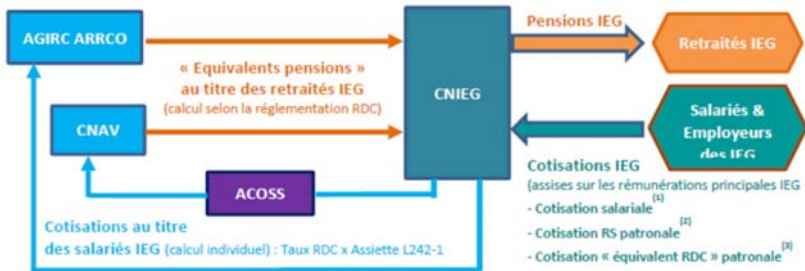 AGIRC ARRCO
Pensions IEG
Retraités IEG
« Equivalents pensions »
au titre des retraités IEG
(calcul selon la réglementation RDC)
CNIEG
CNAV
Salariés &
Employeurs
des IEG
ACOSS
Cotisations IEG
(assises sur les rémunérations principales IEG
- Cotisation salariale(1)
- Cotisation RS patronale(2)
- Cotisation « équivalent RDC » patronale(3)
Cotisations au titre
des salariés IEG (calcul individuel) : Taux RDC x Assiette L242-1